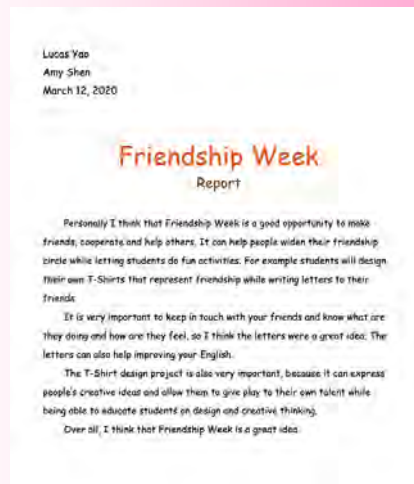 Lucas Yao
Amy Shen
March 12, 2020
Friendship Week
Report
Personally I think that Friendship Week is a good opportunity to make
friends, cooperate and help others. It can help people widen their friendship
circle while letting students do fun activities. For example students will design
their own T-Shirts that represent friendship while writing letters to their
friends
It is very important to keep in touch with your friends and know what are
they doing and how are they feel, so I think the letters were a great idea. The
letters can also help improving your English.
The T-Shirt design project is also very important, because it can express
people's creative ideas and allow them to give play to their own talent while
being able to educate students on design and creative thinking.
Over all, I think that Friendship Week is a great idea